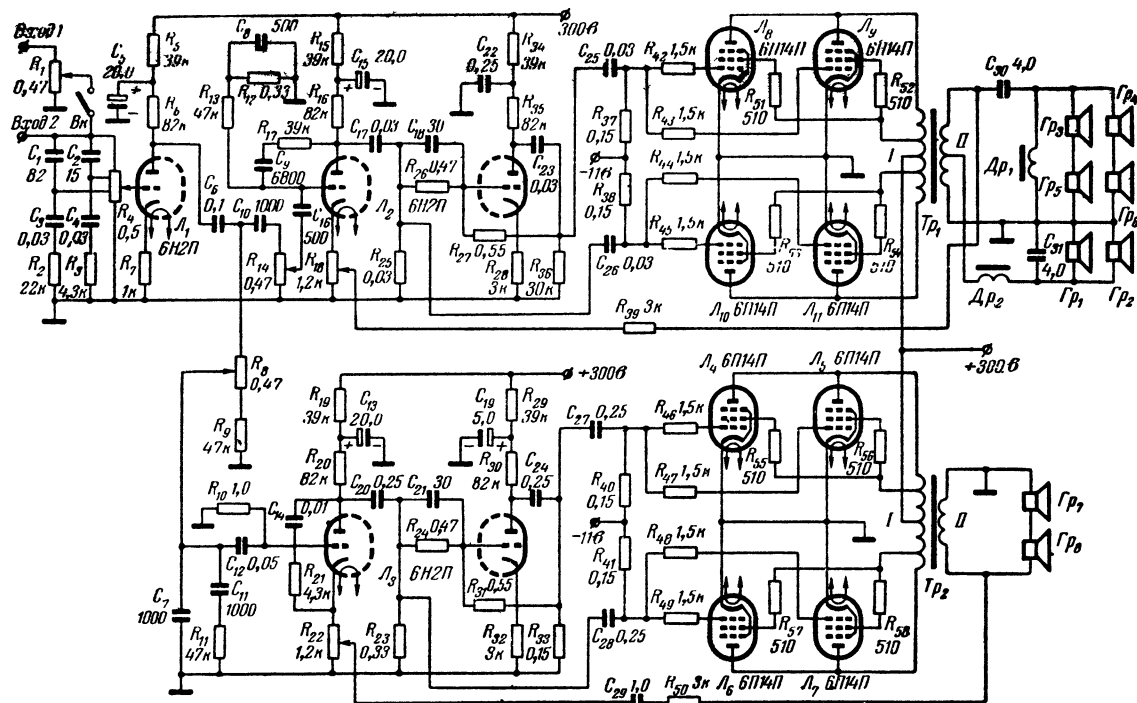 Вход 1
R₁
0,47
Вк
Вход 2
C₁
82
C₂
15
C₃
0,03
C₄
0,03
R₂
22к
R₃
4,3к
R₄
0,5
C₅
20,0
+
−
R₅
39к
R₆
82к
Л₁
6Н2П
R₇
1к
C₆
0,1
C₁₀ 1000
C₈
500
R₁₂ 0,33
R₁₃
47к
R₁₇ 39к
C₉
6800
R₁₄
0,47
R₁₅
39к
C₁₅ 20,0
+
−
R₁₆
82к
C₁₇ 0,03
C₁₆
500
R₁₈
1,2к
Л₂
6Н2П
R₂₅
0,03
C₁₈ 30
R₂₆ 0,47
R₂₇ 0,55
C₂₂
0,25
300в
R₃₄
39к
R₃₅
82к
C₂₃
0,03
R₂₈
3к
R₃₆
30к
C₂₅ 0,03
C₂₆ 0,03
R₃₇
0,15
−11в
R₃₈
0,15
R₄₂ 1,5к
R₄₃ 1,5к
R₄₄ 1,5к
R₄₅ 1,5к
Л₈
6П14П
Л₉
6П14П
R₅₁
510
R₅₂
510
510
R₅₄
510
Л₁₀ 6П14П
Л₁₁ 6П14П
R₃₉ 3к
I
II
Тр₁
C₃₀ 4,0
Др₁
Др₂
C₃₁
4,0
Гр₃
Гр₄
Гр₅
Гр₁
Гр₂
+300в
R₈
0,47
R₉
47к
R₁₀ 1,0
C₇
1000
C₁₂ 0,05
C₁₁
1000
R₁₁
47к
C₁₄
0,01
R₂₁
4,3к
R₂₂
1,2к
R₁₉
39к
C₁₃
20,0
+
−
R₂₀
82к
C₂₀ 0,25
Л₃
6Н2П
R₂₃
0,33
C₂₁ 30
R₂₄ 0,47
R₃₁ 0,55
+300в
C₁₉
5,0
−
+
R₂₉
39к
R₃₀
82к
C₂₄
0,25
R₃₂
3к
R₃₃
0,15
C₂₇ 0,25
C₂₈ 0,25
R₄₀
0,15
−11в
R₄₁
0,15
R₄₆ 1,5к
R₄₇ 1,5к
R₄₈ 1,5к
R₄₉ 1,5к
Л₄ 6П14П
Л₅ 6П14П
R₅₅
510
R₅₆
510
R₅₇
510
R₅₈
510
Л₆ 6П14П
Л₇ 6П14П
C₂₉ 1,0
R₅₀ 3к
I
II
Тр₂
Гр₇
Гр₈